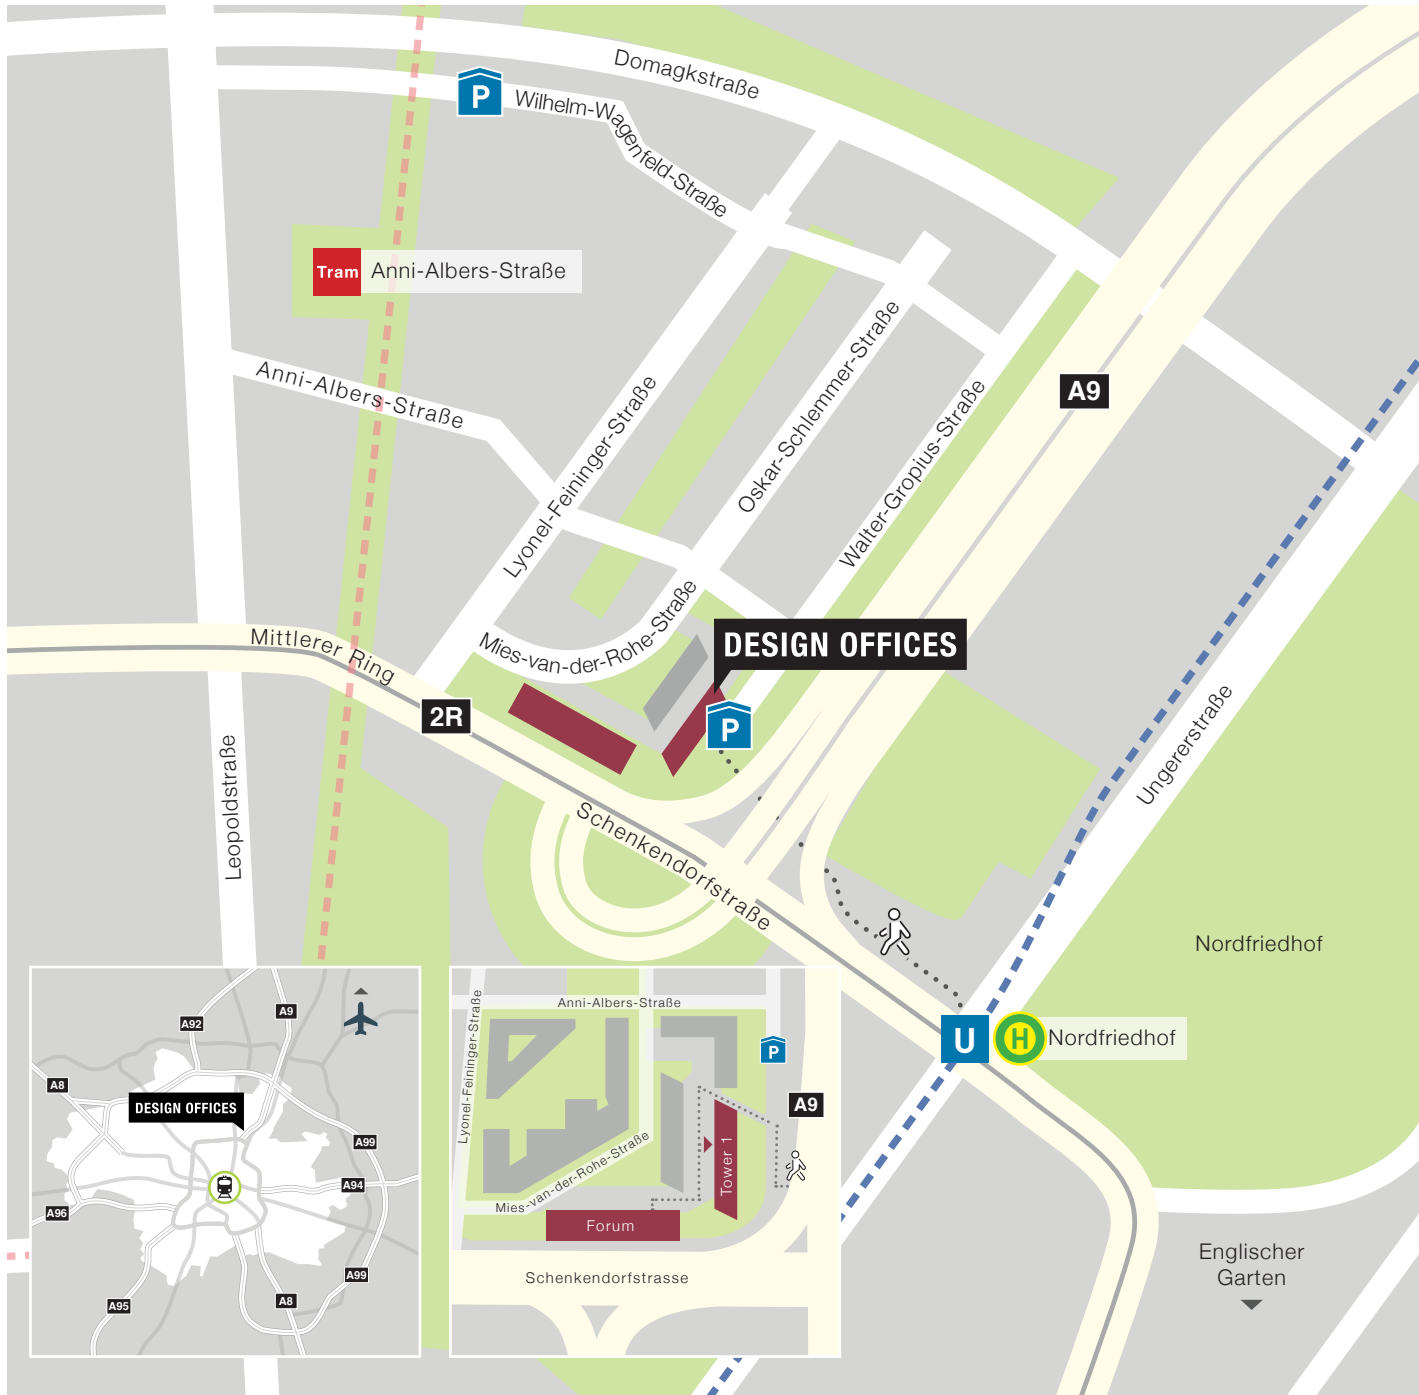 Domagkstraße
P
Wilhelm-Wagenfeld-Straße
Tram
Anni-Albers-Straße
Anni-Albers-Straße
Lyonel-Feininger-Straße
Oskar-Schlemmer-Straße
Walter-Gropius-Straße
A9
Mies-van-der-Rohe-Straße
DESIGN OFFICES
Mittlerer Ring
2R
P
Leopoldstraße
Schenkendorfstraße
Ungererstraße
Nordfriedhof
U
H
Nordfriedhof
Englischer
Garten
A92
A9
A8
DESIGN OFFICES
A99
A94
A96
A99
A95
A8
Anni-Albers-Straße
Lyonel-Feininger-Straße
P
A9
Tower 1
Mies-van-der-Rohe-Straße
Forum
Schenkendorfstrasse